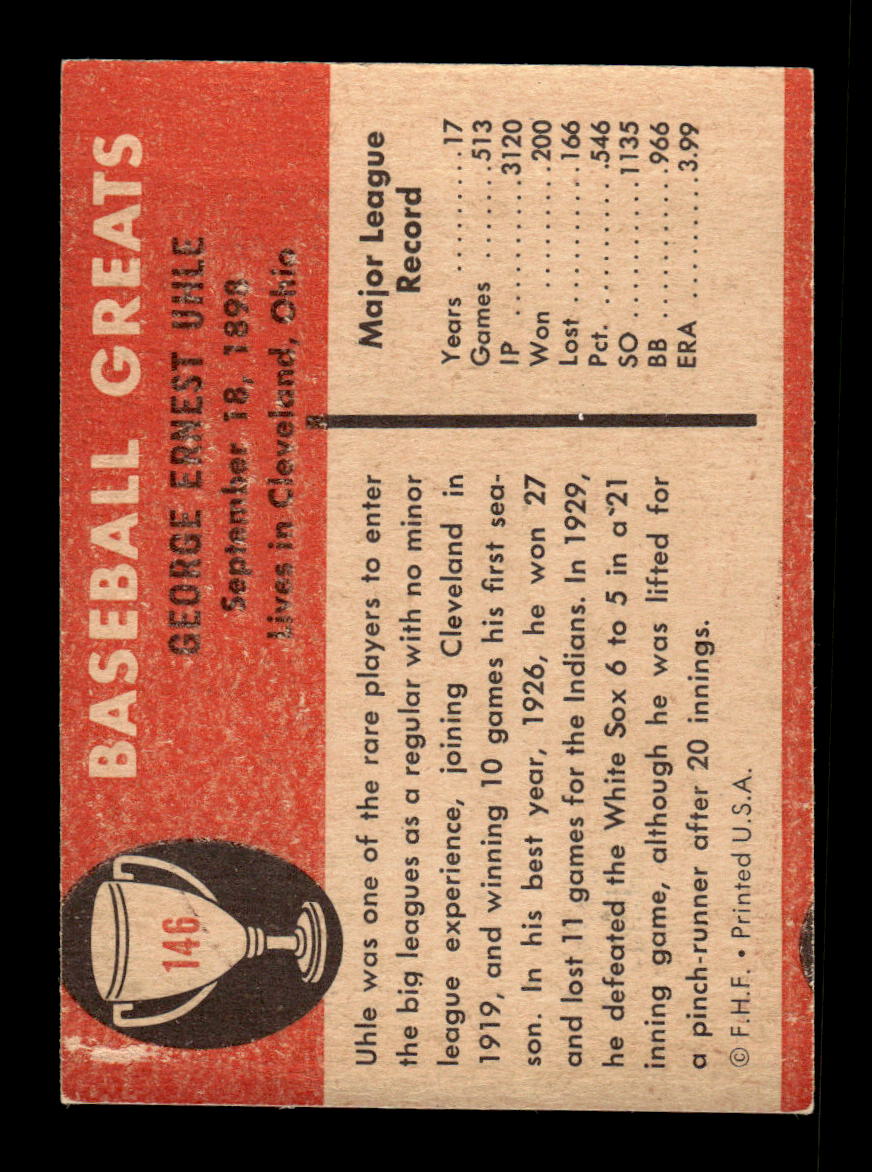 BASEBALL GREATS
146
GEORGE ERNEST UHLE
September 18, 1898
Lives in Cleveland, Ohio
Uhle was one of the rare players to enter
the big leagues as a regular with no minor
league experience, joining Cleveland in
1919, and winning 10 games his first sea-
son. In his best year, 1926, he won 27
and lost 11 games for the Indians. In 1929,
he defeated the White Sox 6 to 5 in a 21
inning game, although he was lifted for
a pinch-runner after 20 innings.
© F.H.F. • Printed U.S.A.
Major League
Record
Years .........17
Games ........513
IP ...........3120
Won ..........200
Lost ..........166
Pct. ..........546
SO ..........1135
BB ...........966
ERA ..........3.99